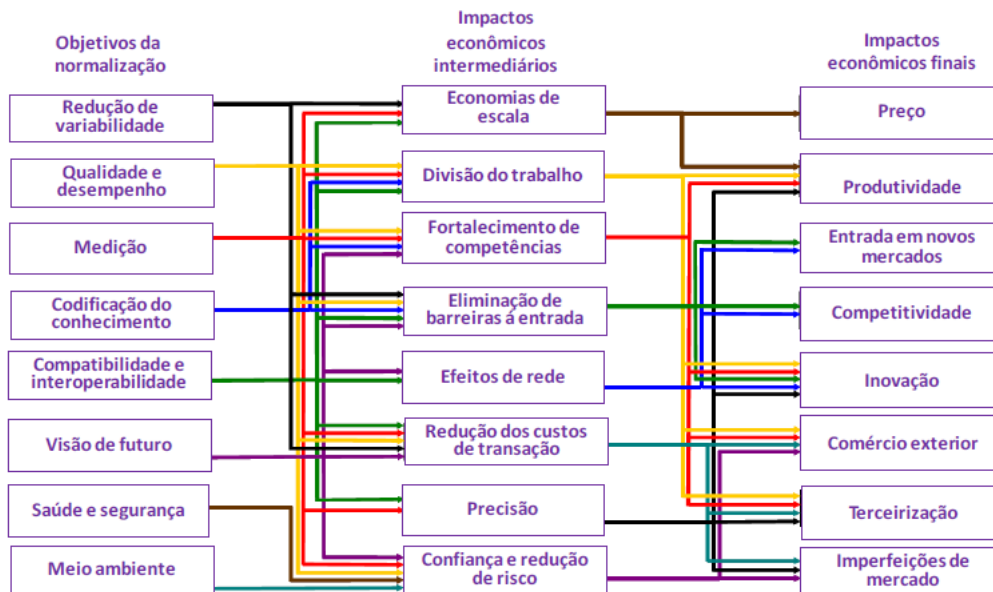 Objetivos da
normalização
Redução de
variabilidade
Qualidade e
desempenho
Medição
Codificação do
conhecimento
Compatibilidade e
interoperabilidade
Visão de futuro
Saúde e segurança
Meio ambiente
Impactos
econômicos
intermediários
Economias de
escala
Divisão do trabalho
Fortalecimento de
competências
Eliminação de
barreiras á entrada
Efeitos de rede
Redução dos custos
de transação
Precisão
Confiança e redução
de risco
Impactos
econômicos finais
Preço
Produtividade
Entrada em novos
mercados
Competitividade
Inovação
Comércio exterior
Terceirização
Imperfeições de
mercado